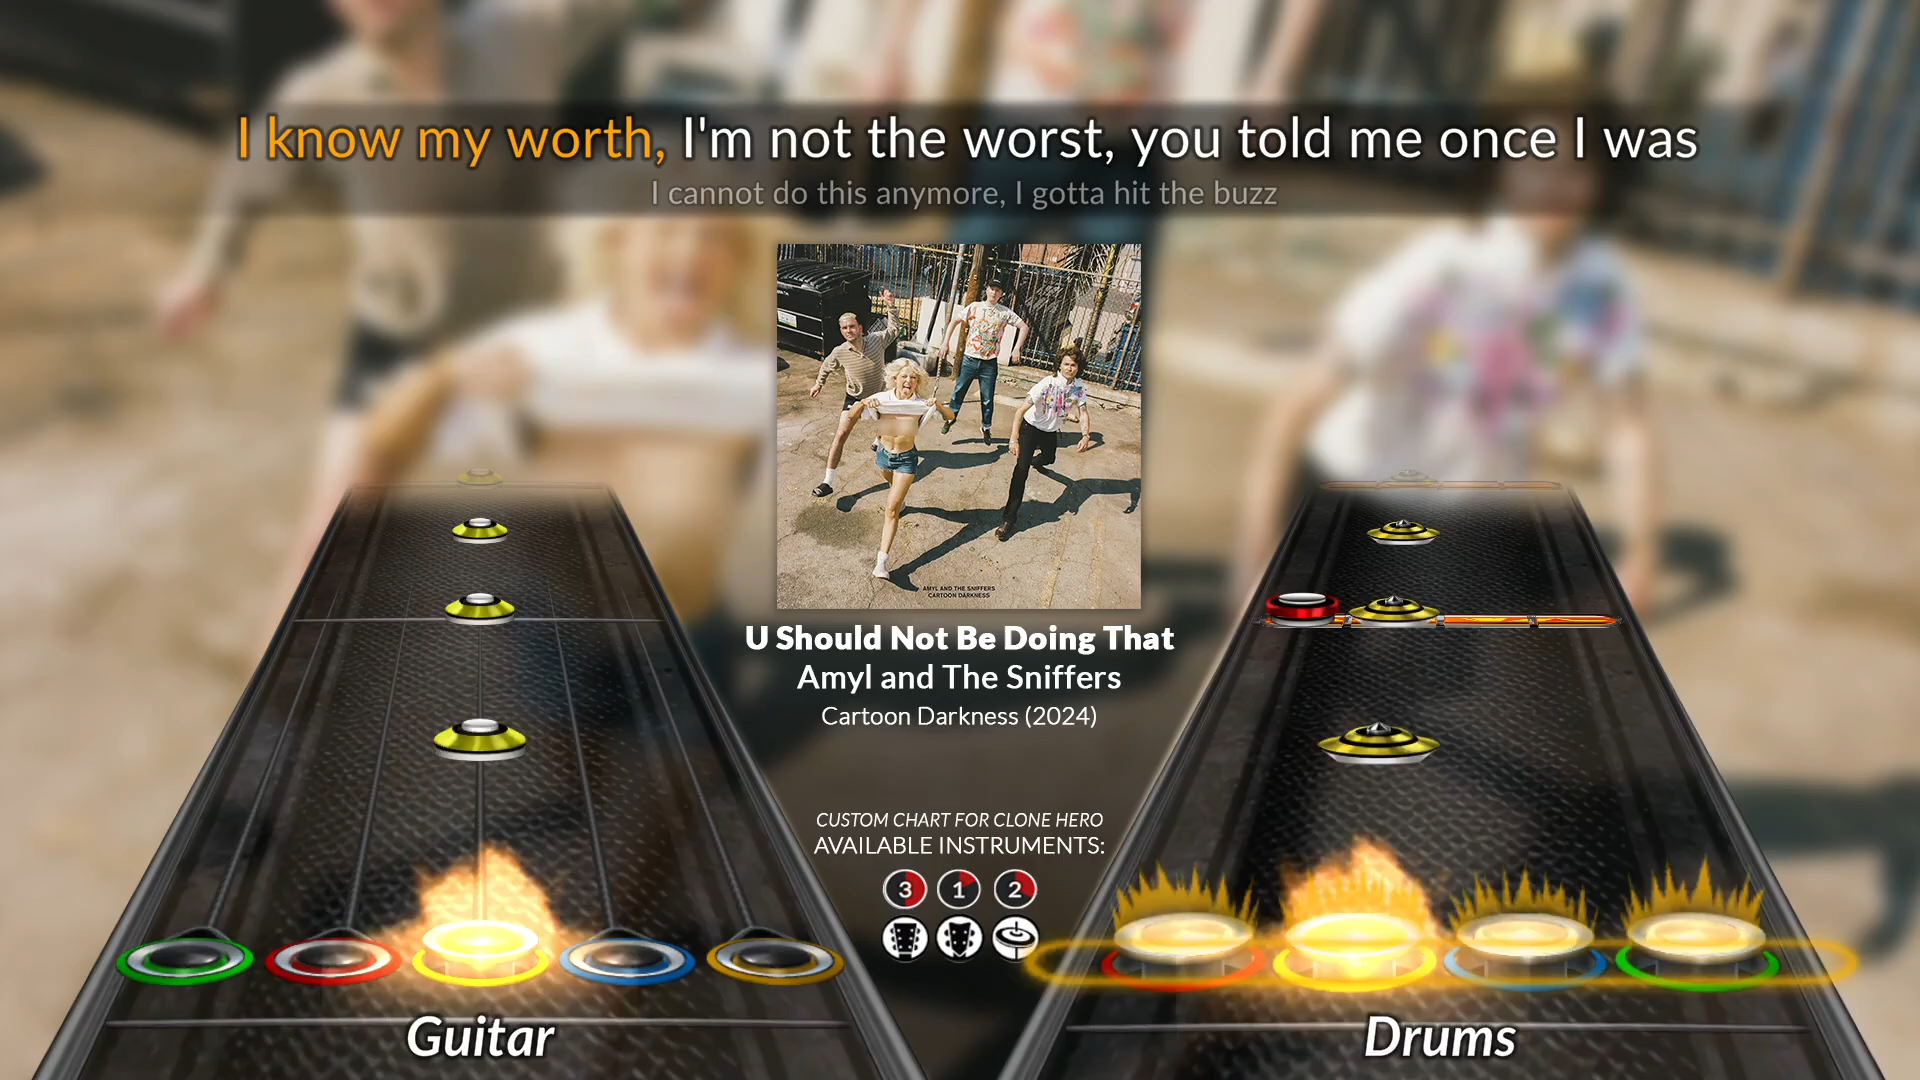 I know my worth, I'm not the worst, you told me once I was
I cannot do this anymore, I gotta hit the buzz
AMYL AND THE SNIFFERS
CARTOON DARKNESS
U Should Not Be Doing That
Amyl and The Sniffers
Cartoon Darkness (2024)
CUSTOM CHART FOR CLONE HERO
AVAILABLE INSTRUMENTS:
3 1 2
Guitar
Drums